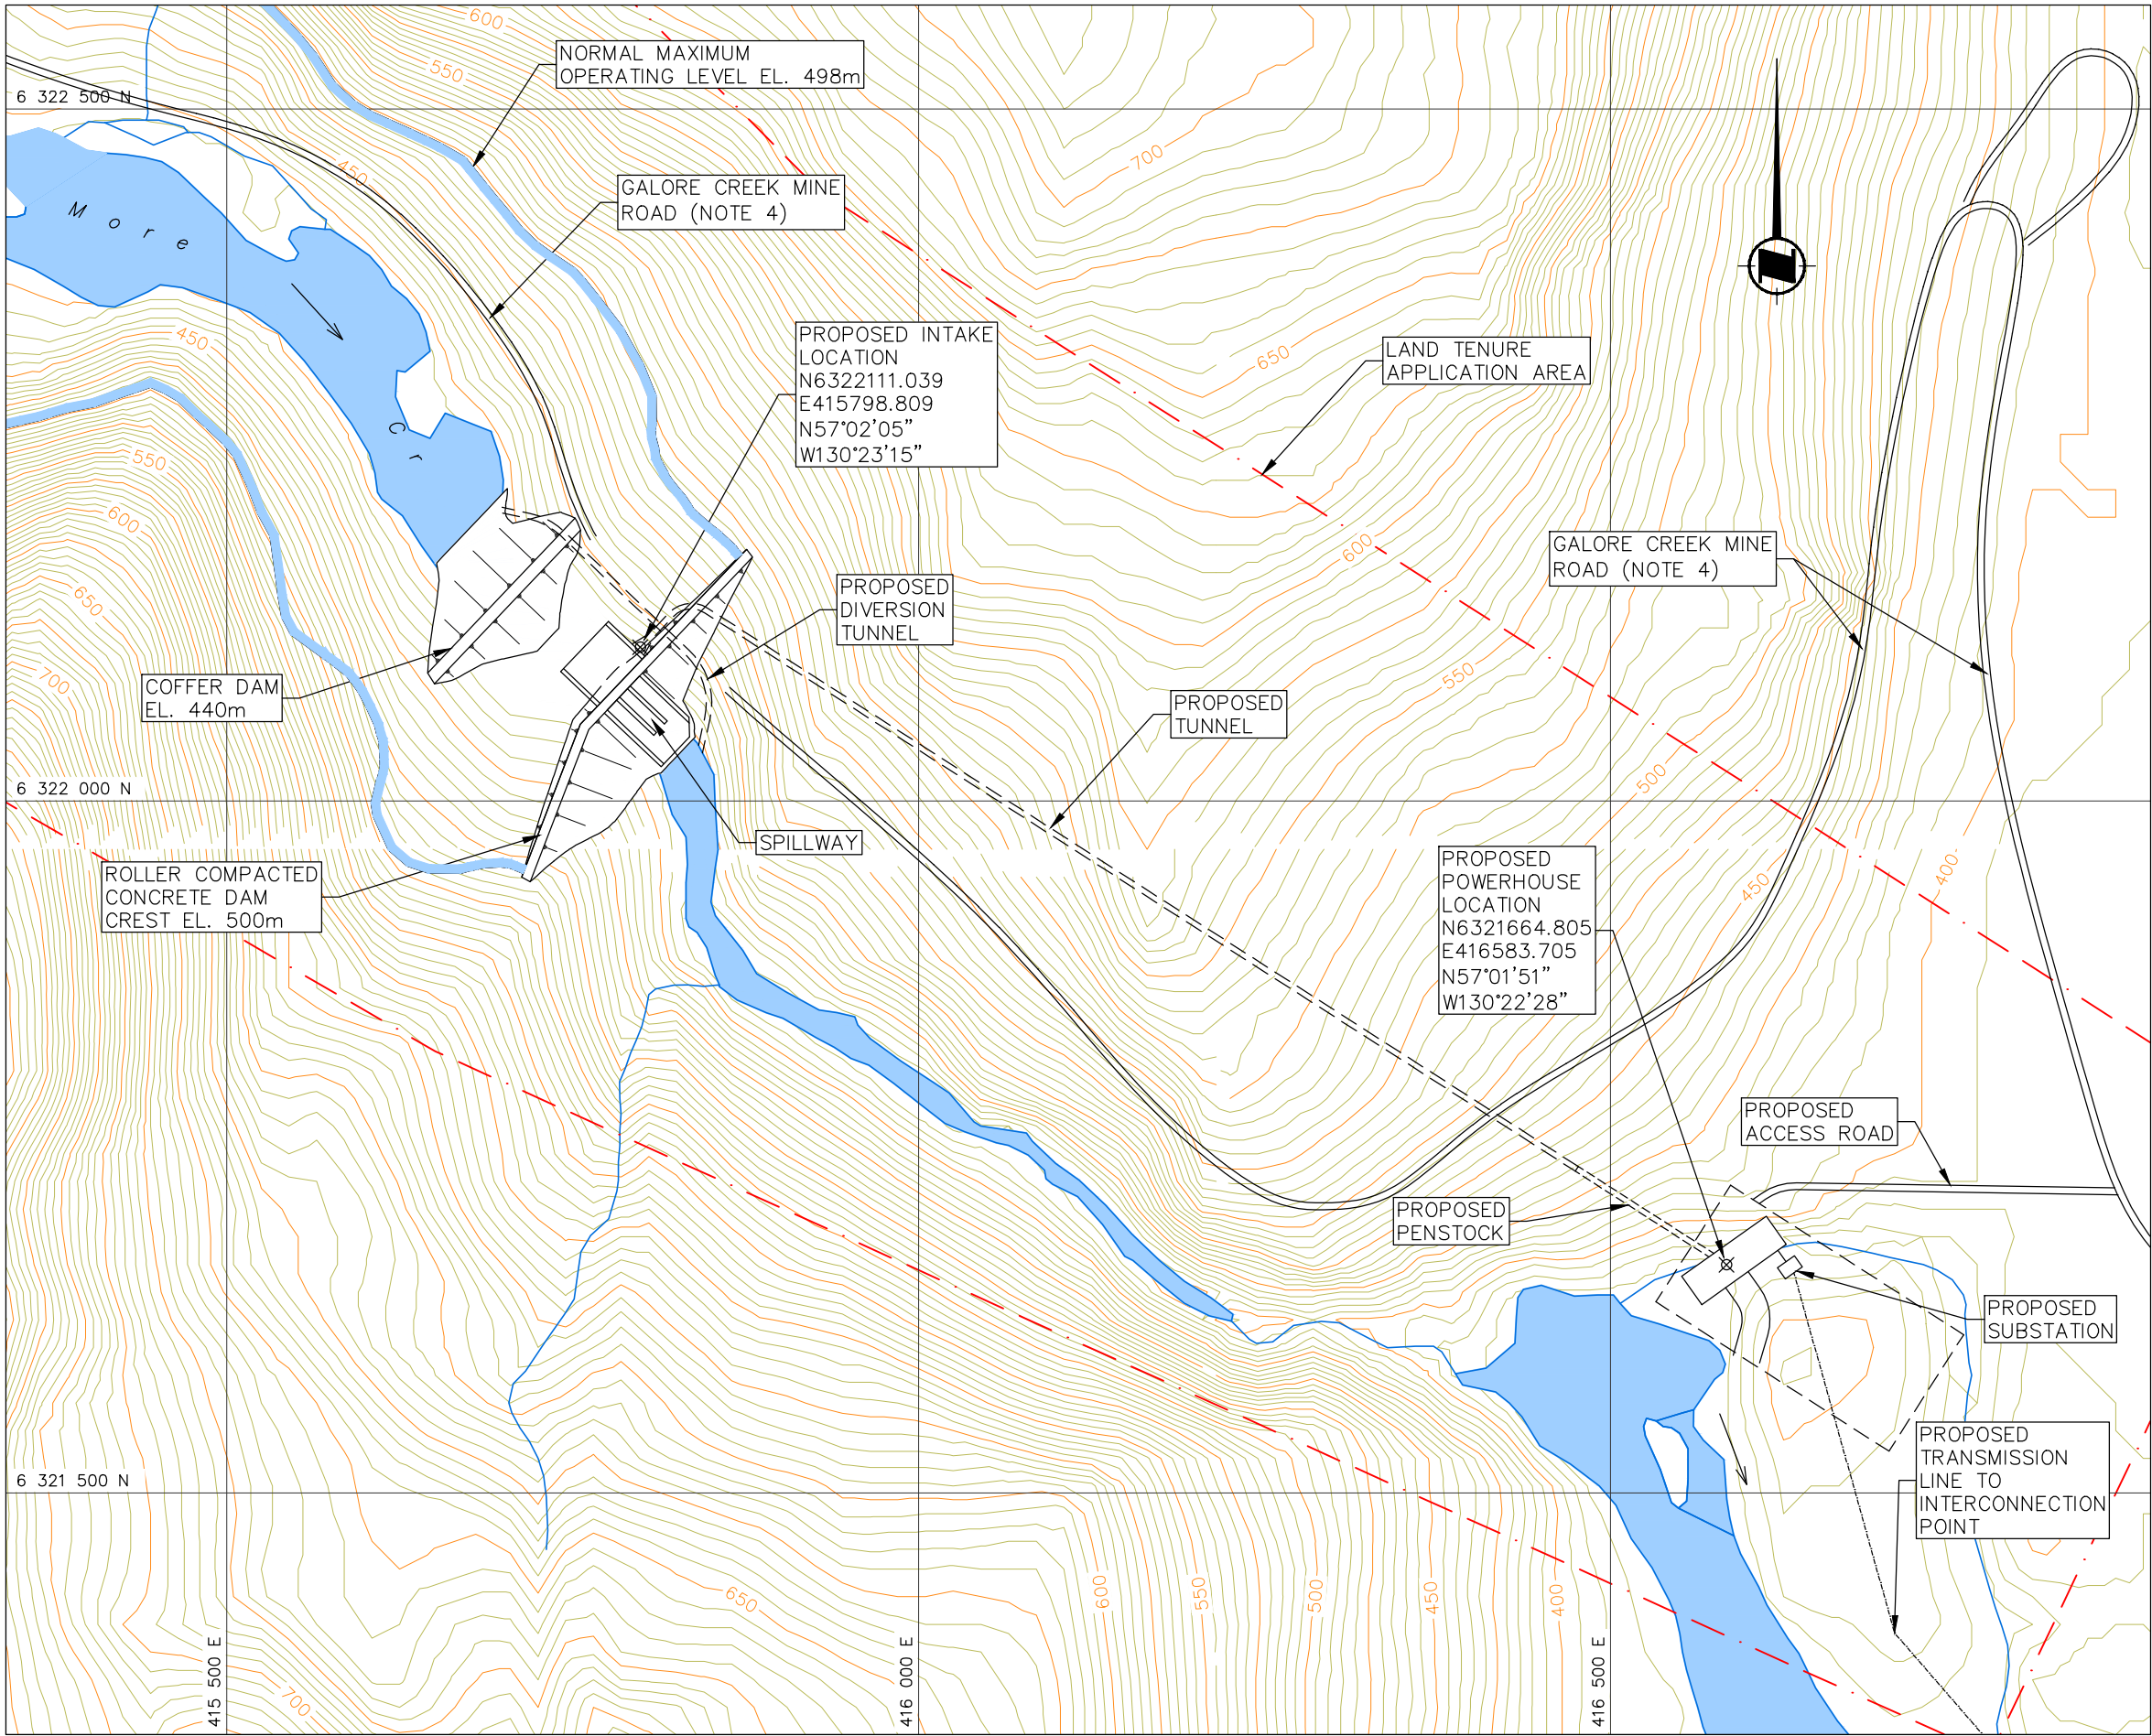 600
NORMAL MAXIMUM
OPERATING LEVEL EL. 498m
550
6 322 500 N
700
450
GALORE CREEK MINE
ROAD (NOTE 4)
More
450
PROPOSED INTAKE
LOCATION
N6322111.039
E415798.809
N57°02'05"
W130°23'15"
LAND TENURE
APPLICATION AREA
650
Cr
550
600
600
GALORE CREEK MINE
ROAD (NOTE 4)
650
PROPOSED
DIVERSION
TUNNEL
700
COFFER DAM
EL. 440m
550
PROPOSED
TUNNEL
500
6 322 000 N
SPILLWAY
ROLLER COMPACTED
CONCRETE DAM
CREST EL. 500m
PROPOSED
POWERHOUSE
LOCATION
N6321664.805
E416583.705
N57°01'51"
W130°22'28"
450
400
PROPOSED
ACCESS ROAD
PROPOSED
PENSTOCK
PROPOSED
SUBSTATION
6 321 500 N
PROPOSED
TRANSMISSION
LINE TO
INTERCONNECTION
POINT
650
600
550
500
450
400
700
415 500 E
416 000 E
416 500 E